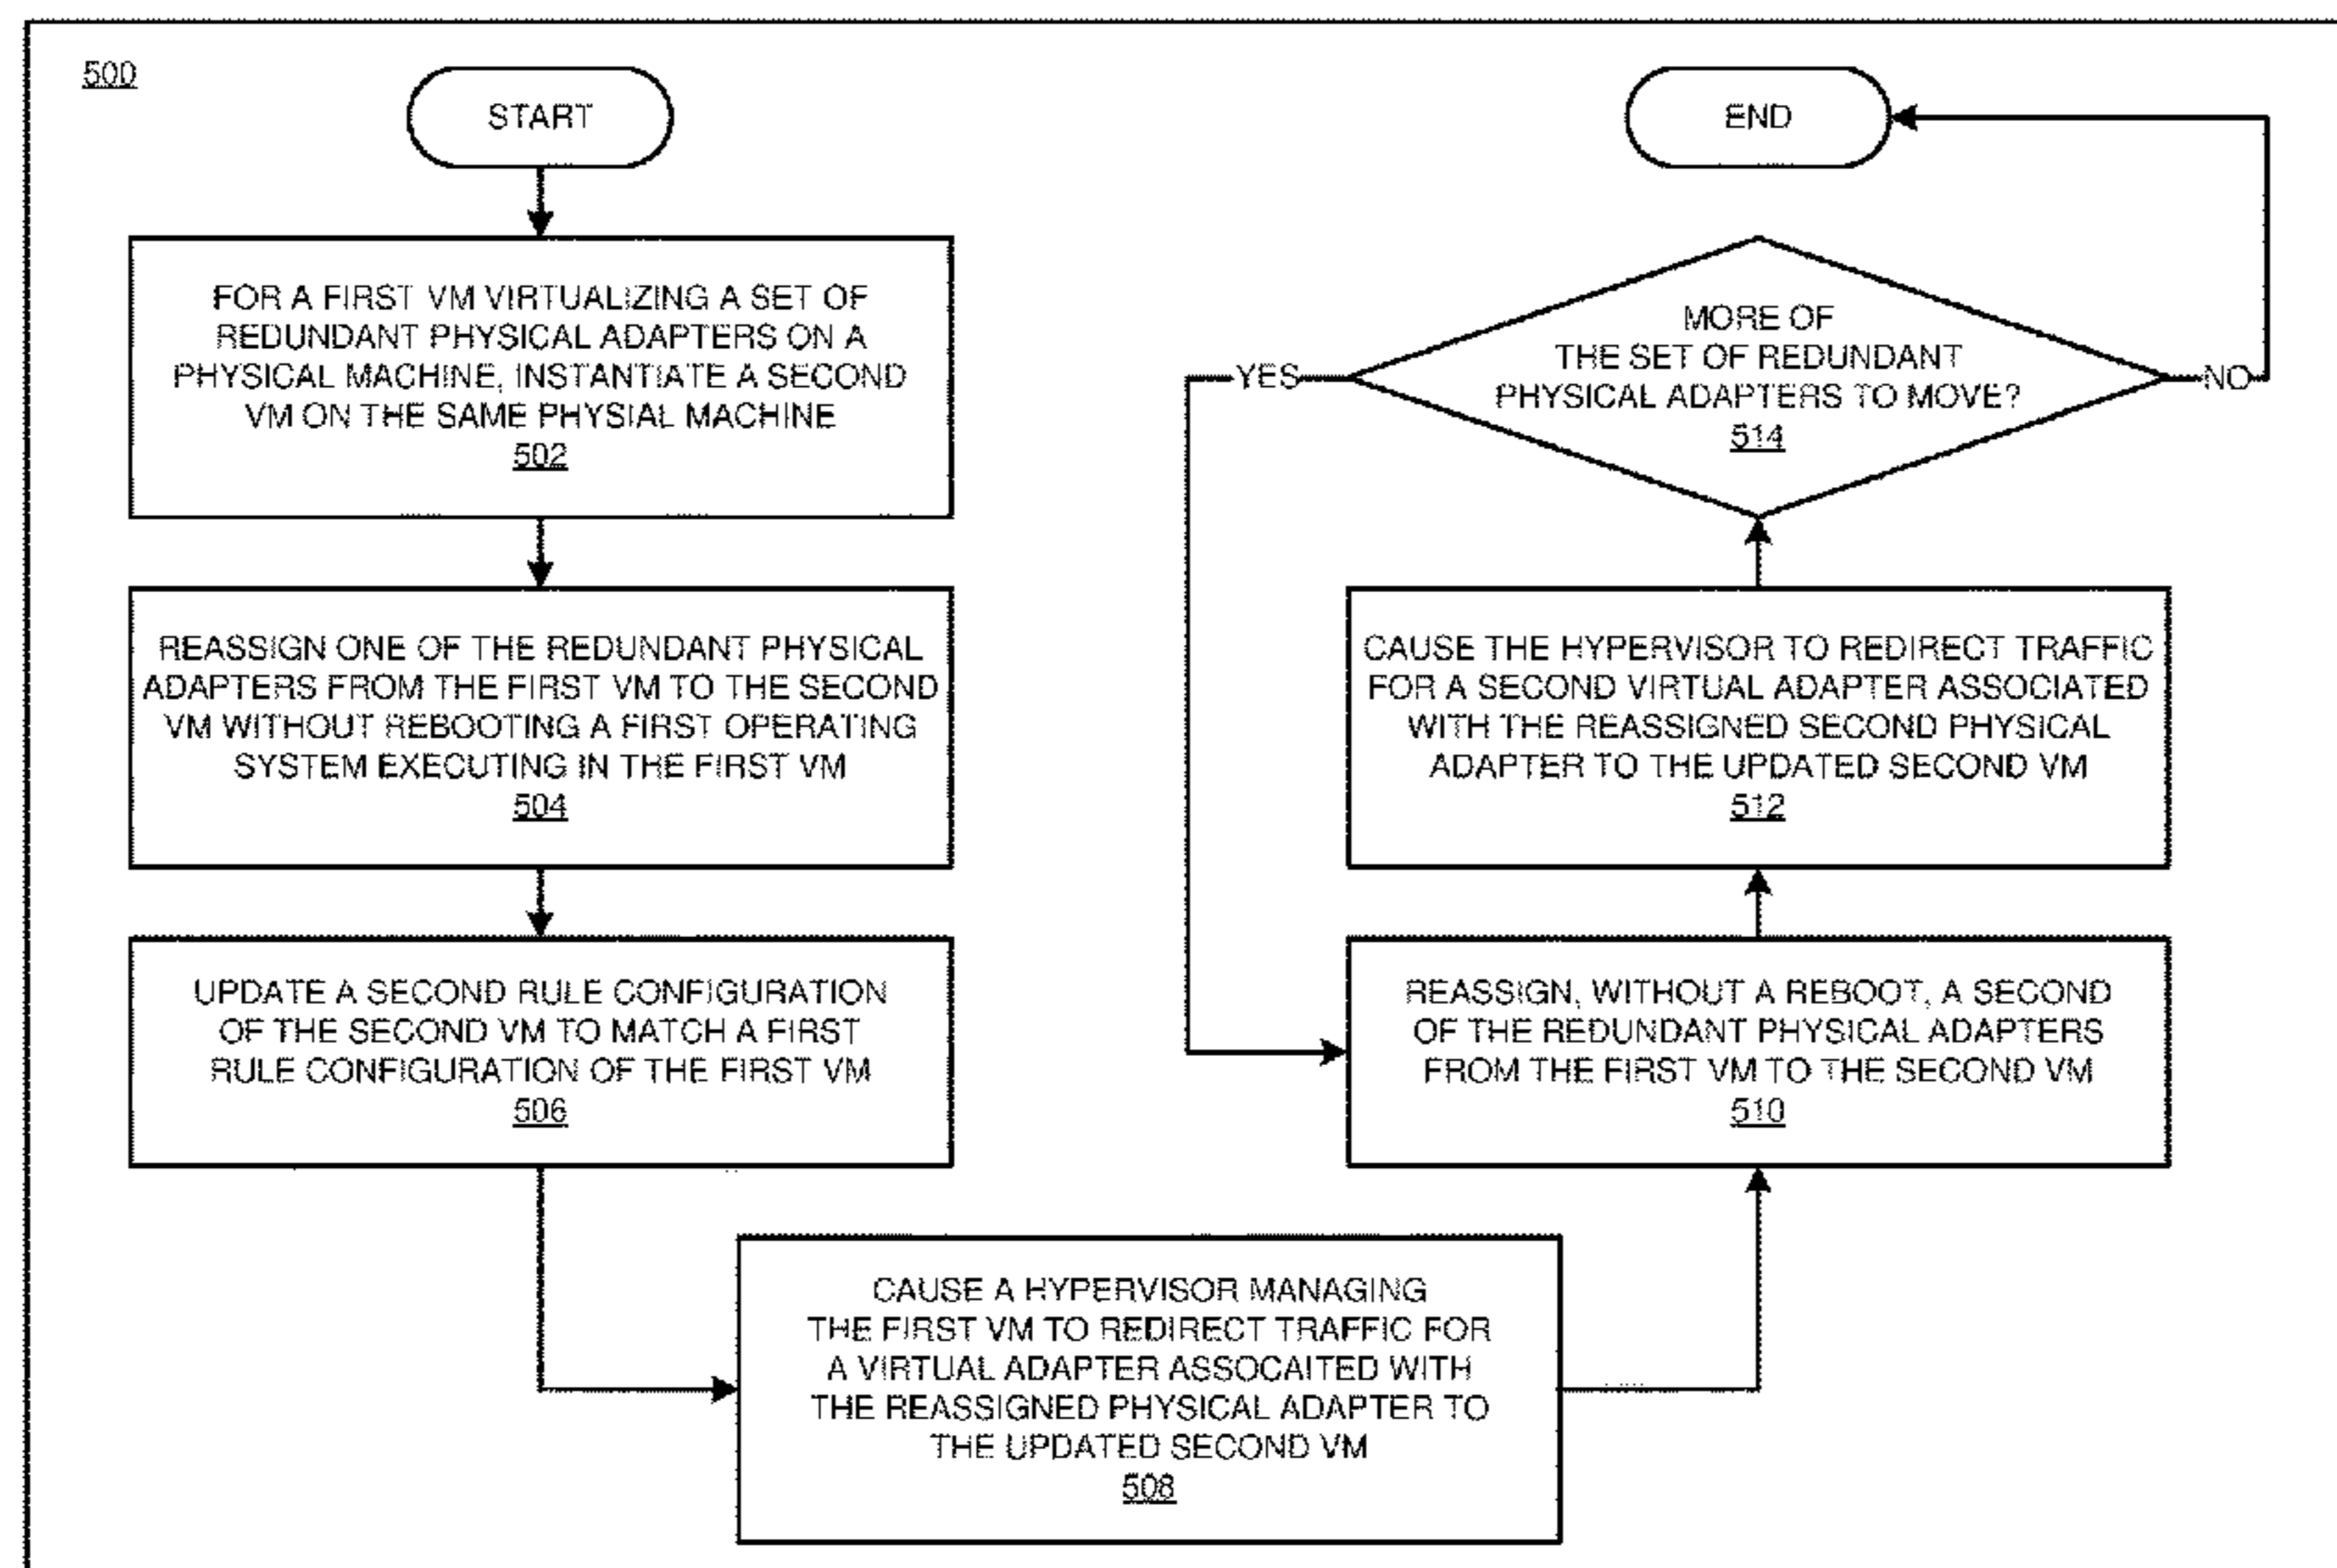 500
START
FOR A FIRST VM VIRTUALIZING A SET OF
REDUNDANT PHYSICAL ADAPTERS ON A
PHYSICAL MACHINE, INSTANTIATE A SECOND
VM ON THE SAME PHYSIAL MACHINE
502
REASSIGN ONE OF THE REDUNDANT PHYSICAL
ADAPTERS FROM THE FIRST VM TO THE SECOND
VM WITHOUT REBOOTING A FIRST OPERATING
SYSTEM EXECUTING IN THE FIRST VM
504
UPDATE A SECOND RULE CONFIGURATION
OF THE SECOND VM TO MATCH A FIRST
RULE CONFIGURATION OF THE FIRST VM
506
CAUSE A HYPERVISOR MANAGING
THE FIRST VM TO REDIRECT TRAFFIC FOR
A VIRTUAL ADAPTER ASSOCAITED WITH
THE REASSIGNED PHYSICAL ADAPTER TO
THE UPDATED SECOND VM
508
REASSIGN, WITHOUT A REBOOT, A SECOND
OF THE REDUNDANT PHYSICAL ADAPTERS
FROM THE FIRST VM TO THE SECOND VM
510
CAUSE THE HYPERVISOR TO REDIRECT TRAFFIC
FOR A SECOND VIRTUAL ADAPTER ASSOCIATED
WITH THE REASSIGNED SECOND PHYSICAL
ADAPTER TO THE UPDATED SECOND VM
512
MORE OF
THE SET OF REDUNDANT
PHYSICAL ADAPTERS TO MOVE?
514
YES
NO
END